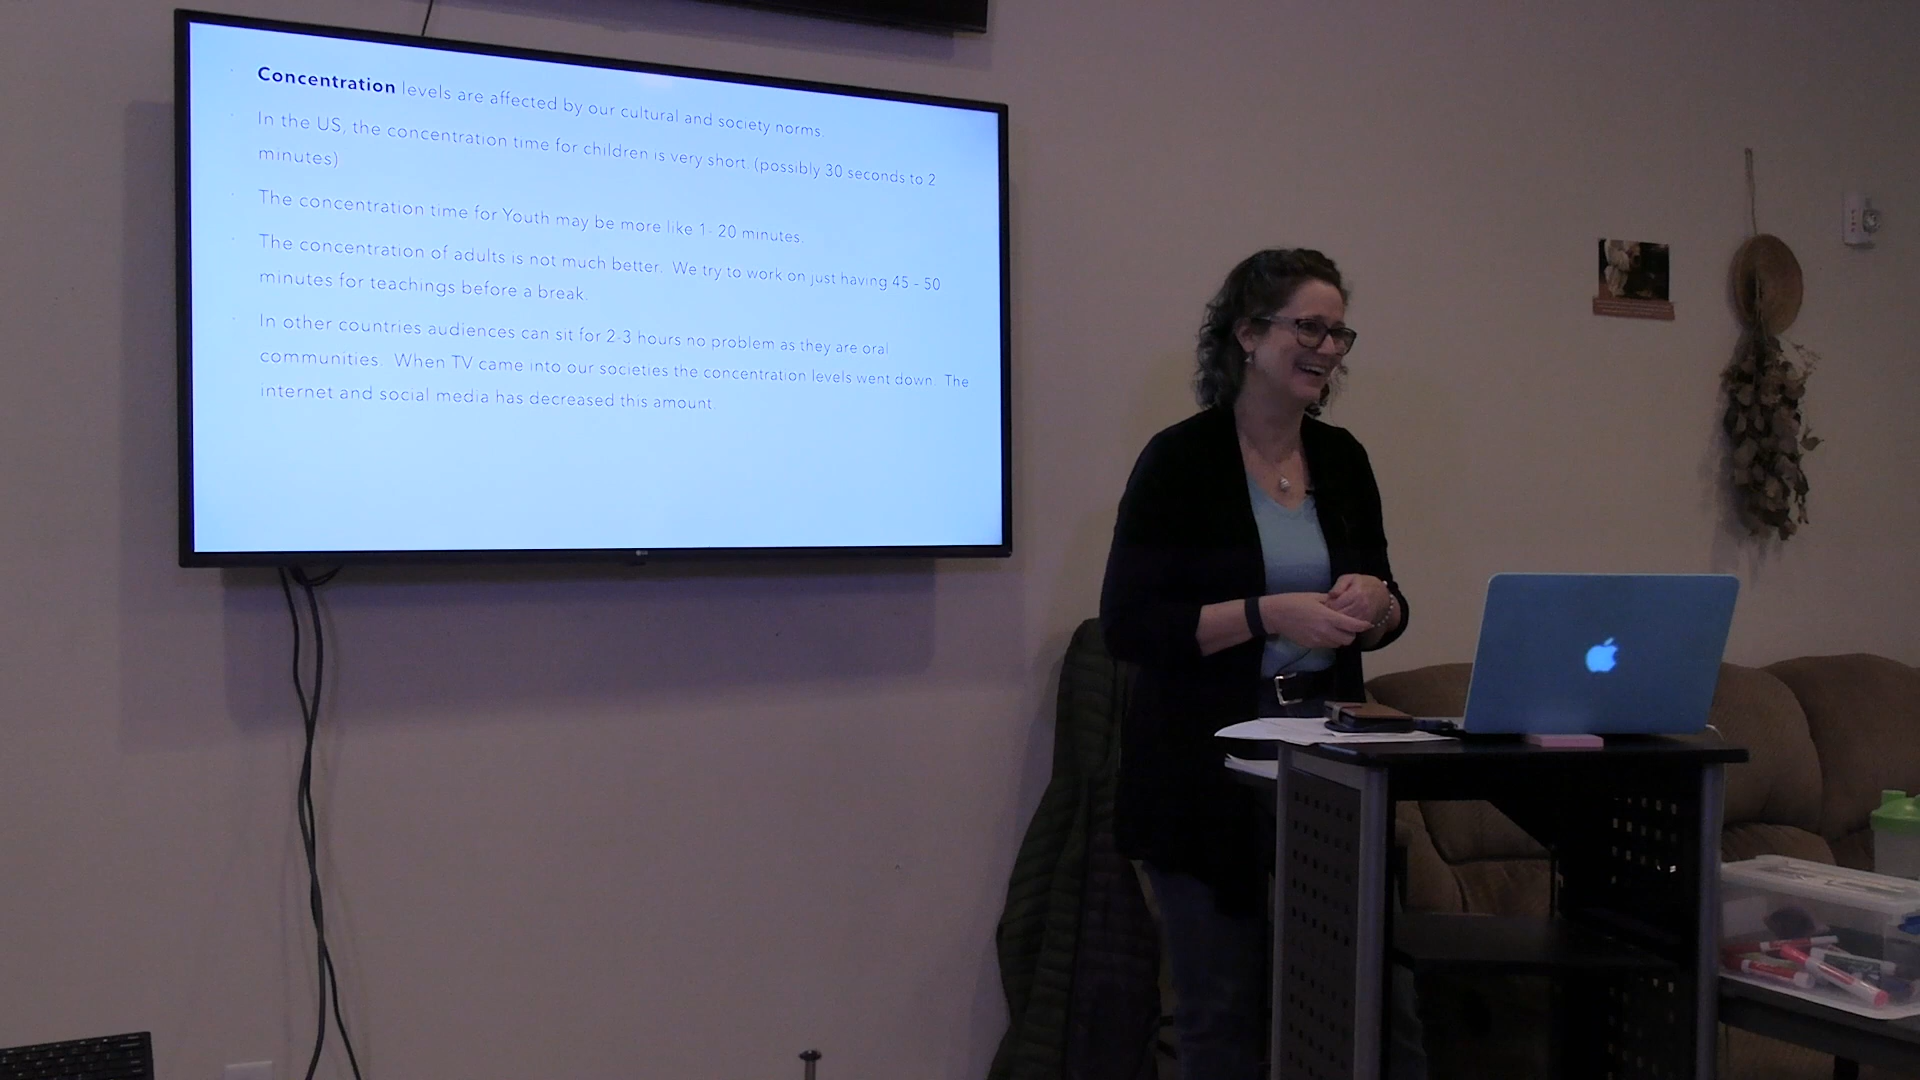 Concentration levels are affected by our cultural and society norms.
In the US, the concentration time for children is very short. (possibly 30 seconds to 2
minutes)
The concentration time for Youth may be more like 1- 20 minutes.
The concentration of adults is not much better. We try to work on just having 45 - 50
minutes for teachings before a break.
In other countries audiences can sit for 2-3 hours no problem as they are oral
communities. When TV came into our societies the concentration levels went down. The
internet and social media has decreased this amount